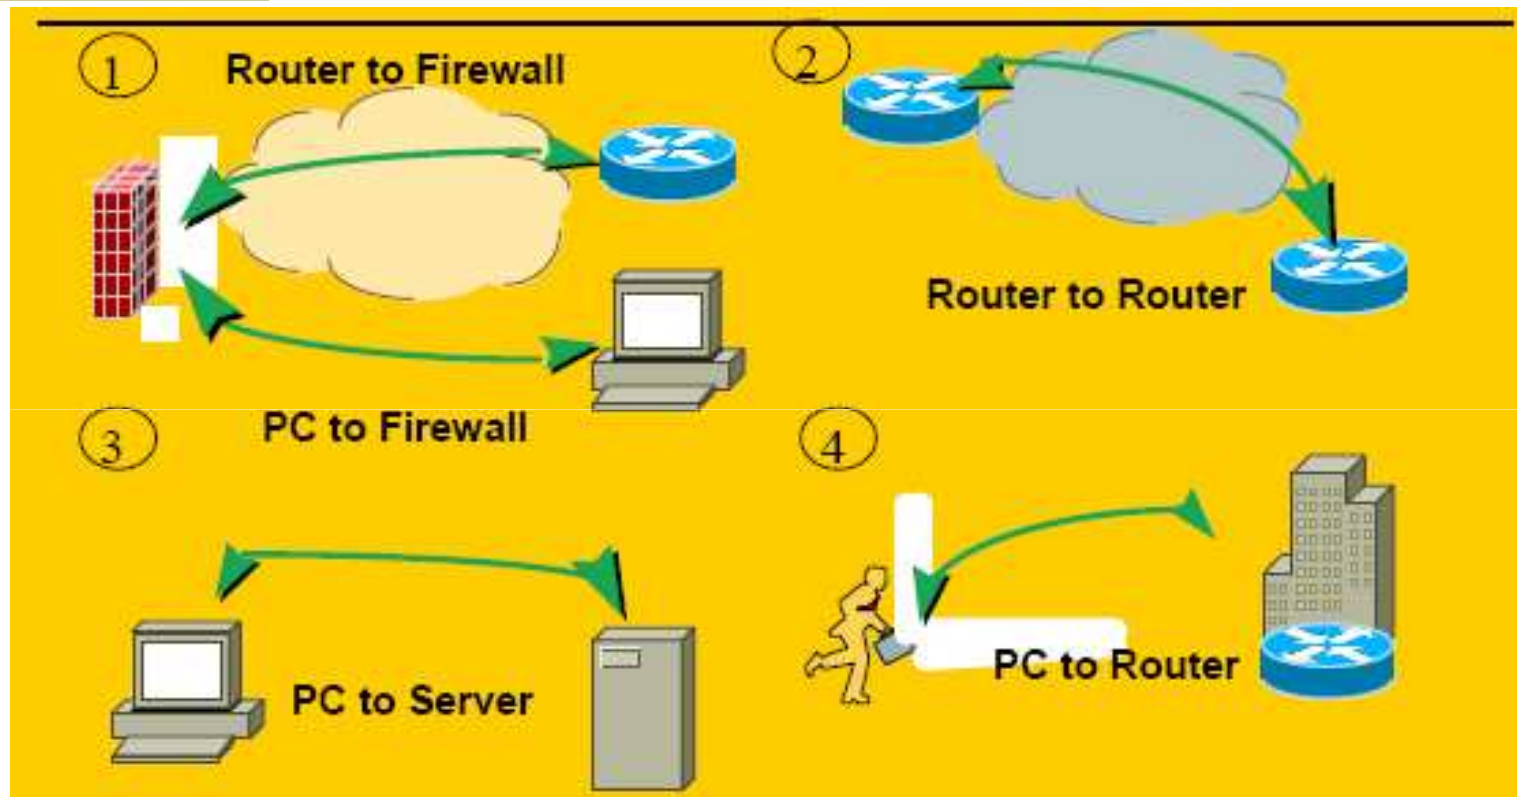 1
Router to Firewall
2
Router to Router
PC to Firewall
3
4
PC to Server
PC to Router